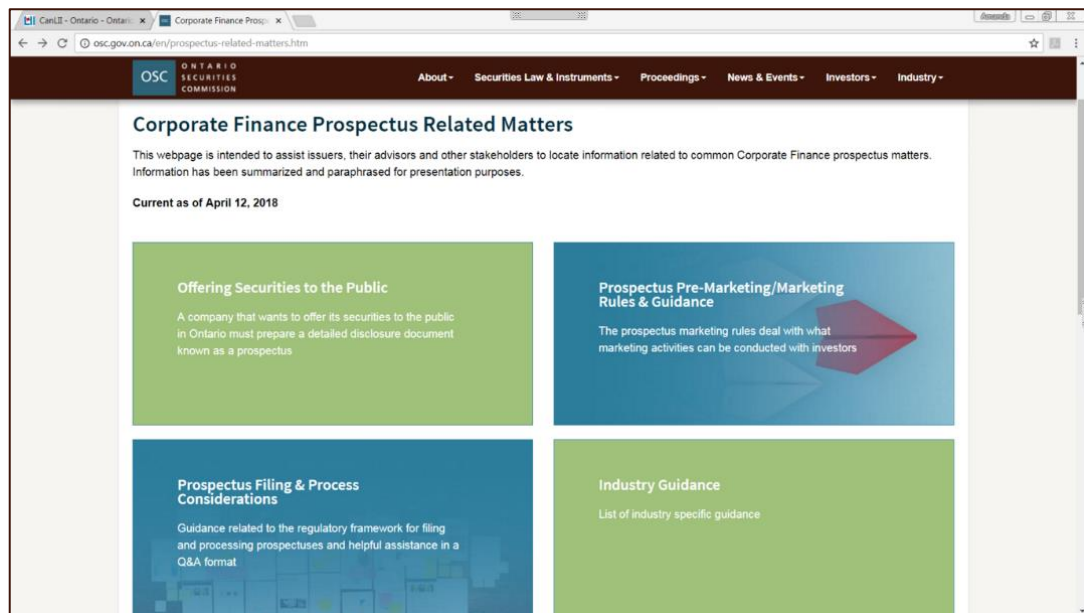 CanLII - Ontario - Ontari
Corporate Finance Prosp
Amanda
osc.gov.on.ca/en/prospectus-related-matters.htm
OSC
ONTARIO
SECURITIES
COMMISSION
About
Securities Law & Instruments
Proceedings
News & Events
Investors
Industry
Corporate Finance Prospectus Related Matters
This webpage is intended to assist issuers, their advisors and other stakeholders to locate information related to common Corporate Finance prospectus matters.
Information has been summarized and paraphrased for presentation purposes.
Current as of April 12, 2018
Offering Securities to the Public
A company that wants to offer its securities to the public
in Ontario must prepare a detailed disclosure document
known as a prospectus
Prospectus Pre-Marketing/Marketing
Rules & Guidance
The prospectus marketing rules deal with what
marketing activities can be conducted with investors
Prospectus Filing & Process
Considerations
Guidance related to the regulatory framework for filing
and processing prospectuses and helpful assistance in a
Q&A format
Industry Guidance
List of industry specific guidance